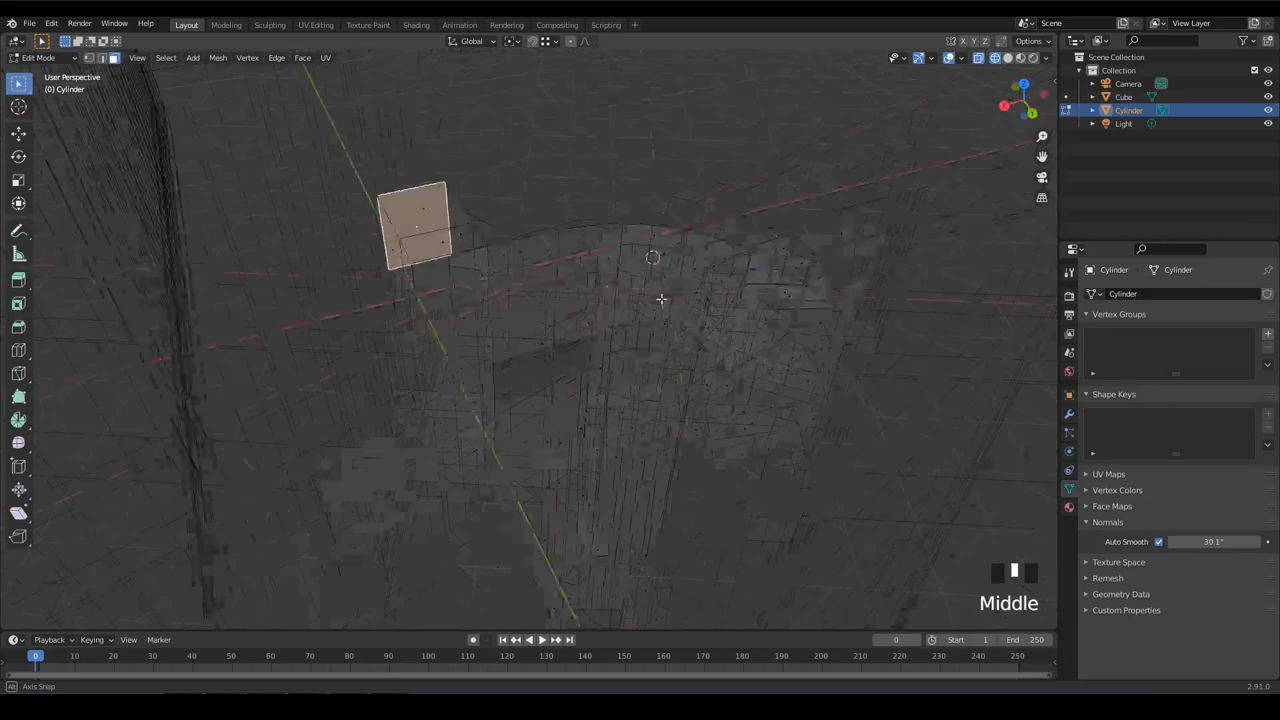 File Edit Render Window Help Layout Modeling Sculpting UV Editing Texture Paint Shading Animation Rendering Compositing Scripting + Scene View Layer
Global X Y Z Options
Edit Mode View Select Add Mesh Vertex Edge Face UV
User Perspective
(0) Cylinder
Z
X
Y
Scene Collection
Collection
Camera
Cube
Cylinder
Light
Cylinder Cylinder
Cylinder
Vertex Groups
Shape Keys
UV Maps
Vertex Colors
Face Maps
Normals
Auto Smooth 30.1°
Texture Space
Remesh
Geometry Data
Custom Properties
Middle
Playback Keying View Marker 0 Start 1 End 250
0 10 20 30 40 50 60 70 80 90 100 110 120 130 140 150 160 170 180 190 200 210 220 230 240 250
Axis Snap 2.91.0